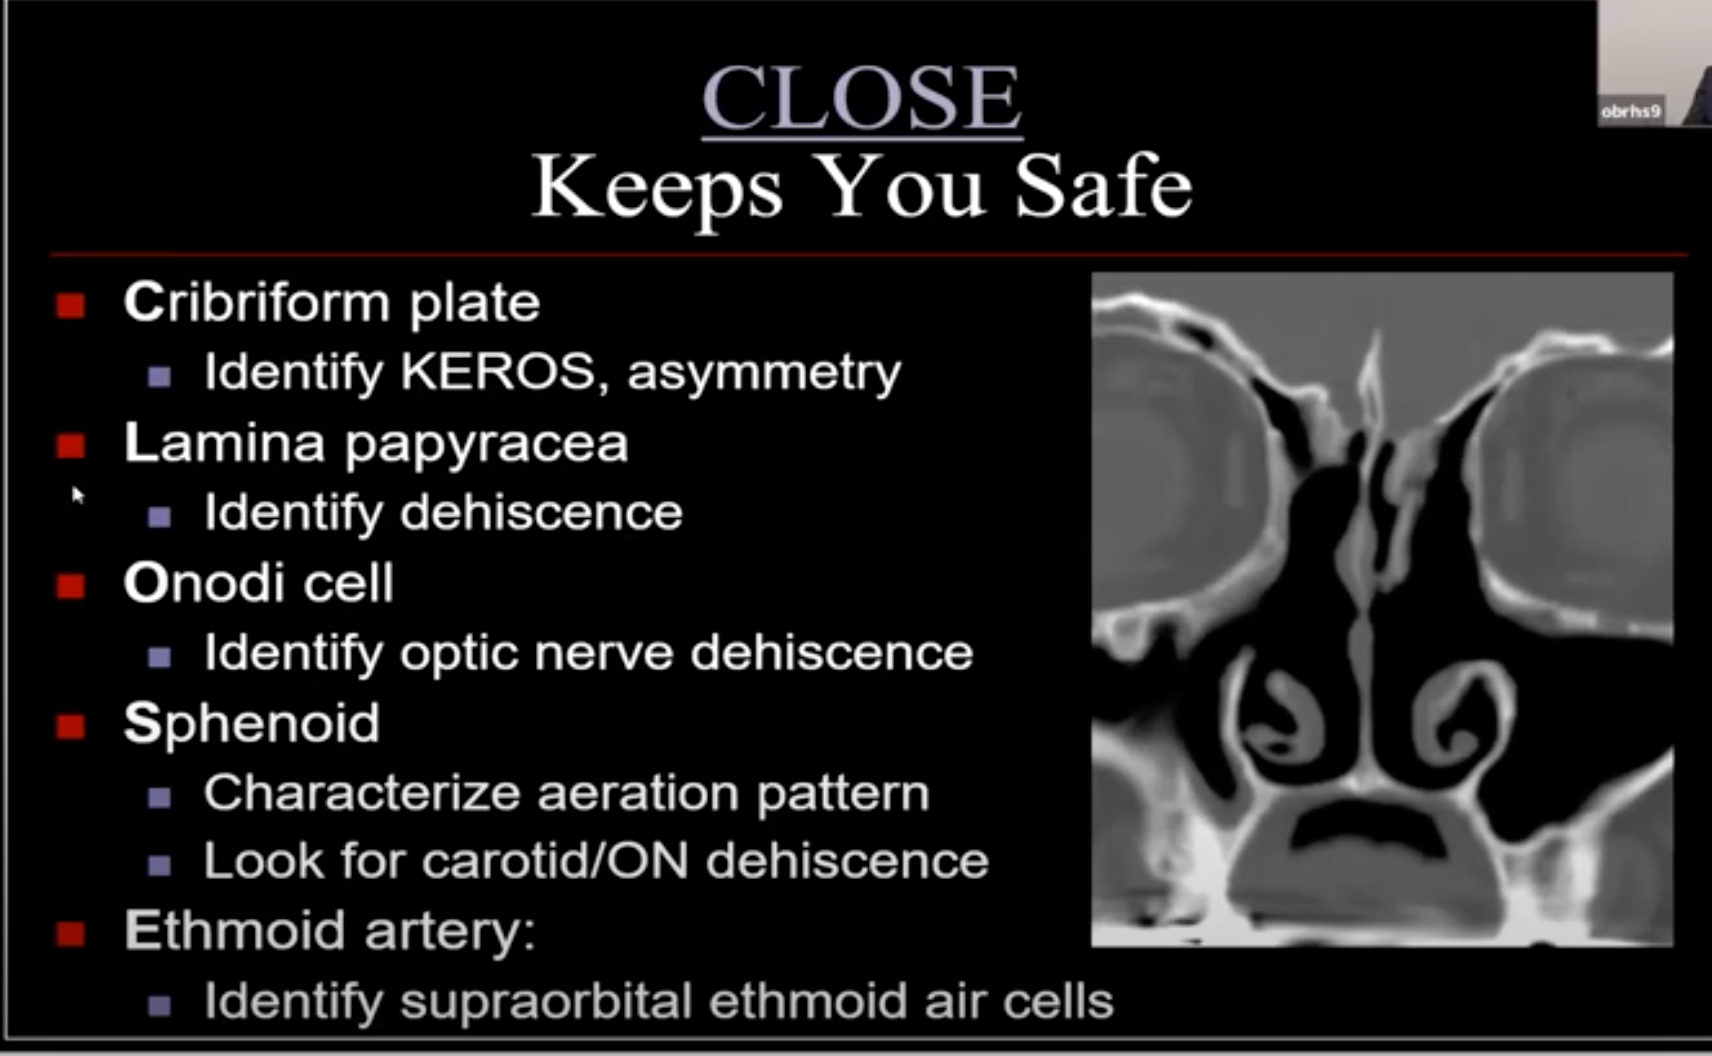 CLOSE
Keeps You Safe
obrhs9
Cribriform plate
Identify KEROS, asymmetry
Lamina papyracea
Identify dehiscence
Onodi cell
Identify optic nerve dehiscence
Sphenoid
Characterize aeration pattern
Look for carotid/ON dehiscence
Ethmoid artery:
Identify supraorbital ethmoid air cells